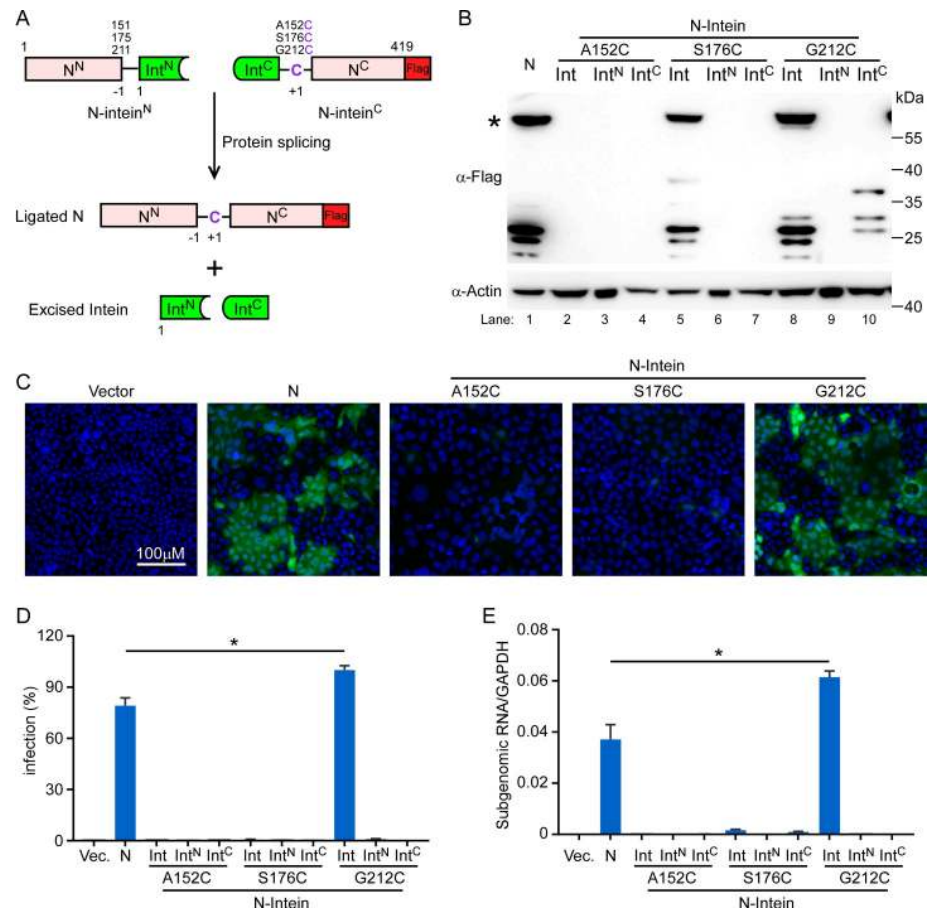 A
151
175
211
A152C
S176C
G212C
1
419
N^N
Int^N
Int^C
C
N^C
Flag
-1
1
+1
N-intein^N
N-intein^C
Protein splicing
Ligated N
N^N
C
N^C
Flag
-1
+1
+
Excised Intein
Int^N
Int^C
1
B
N-Intein
A152C
S176C
G212C
N
Int Int^N Int^C Int Int^N Int^C Int Int^N Int^C
kDa
*
55
40
α-Flag
35
25
α-Actin
40
Lane: 1 2 3 4 5 6 7 8 9 10
C
N-Intein
Vector
N
A152C
S176C
G212C
100μM
D
*
infection (%)
120
90
60
30
0
Vec. N Int Int^N Int^C Int Int^N Int^C Int Int^N Int^C
A152C S176C G212C
N-Intein
E
*
Subgenomic RNA/GAPDH
0.08
0.06
0.04
0.02
0
Vec. N Int Int^N Int^C Int Int^N Int^C Int Int^N Int^C
A152C S176C G212C
N-Intein